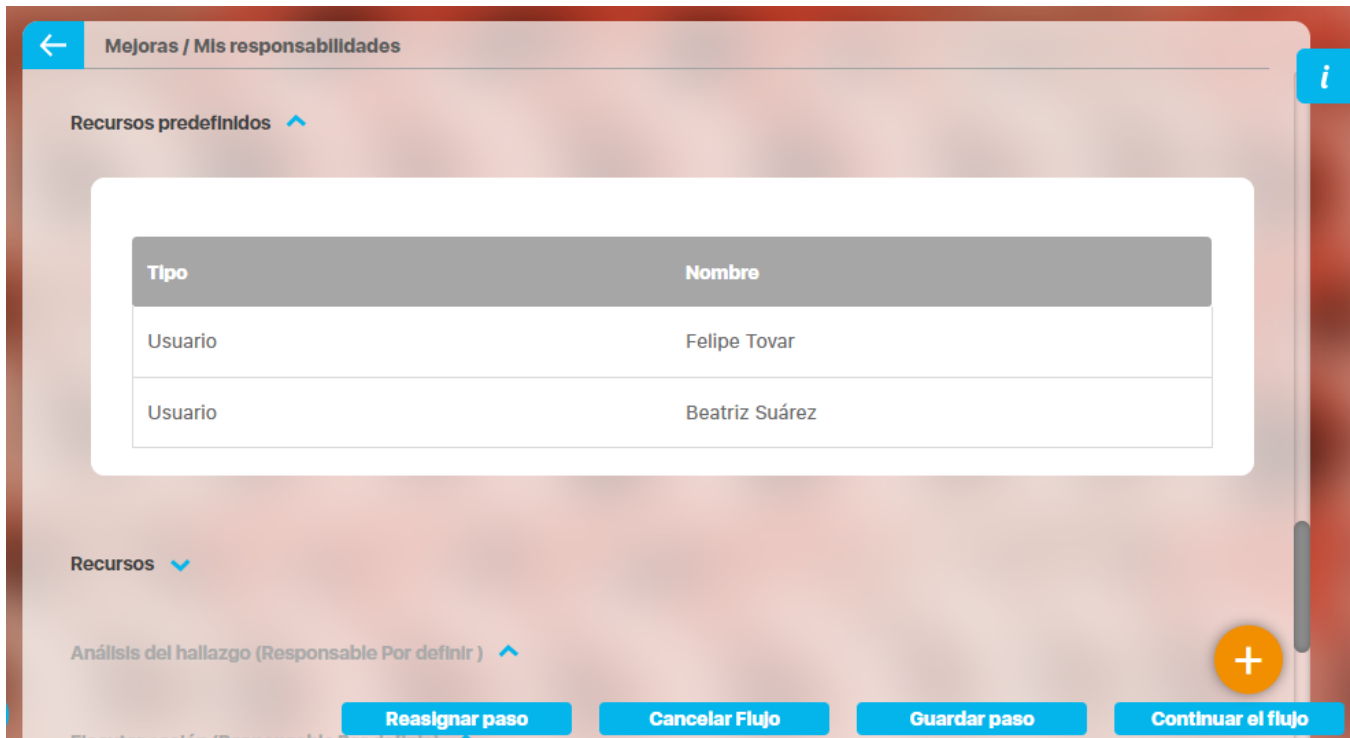 Mejoras / Mis responsabilidades
i
Recursos predefinidos
Tipo Nombre
Usuario Felipe Tovar
Usuario Beatriz Suárez
Recursos
Análisis del hallazgo (Responsable Por definir )
+
Reasignar paso Cancelar Flujo Guardar paso Continuar el flujo